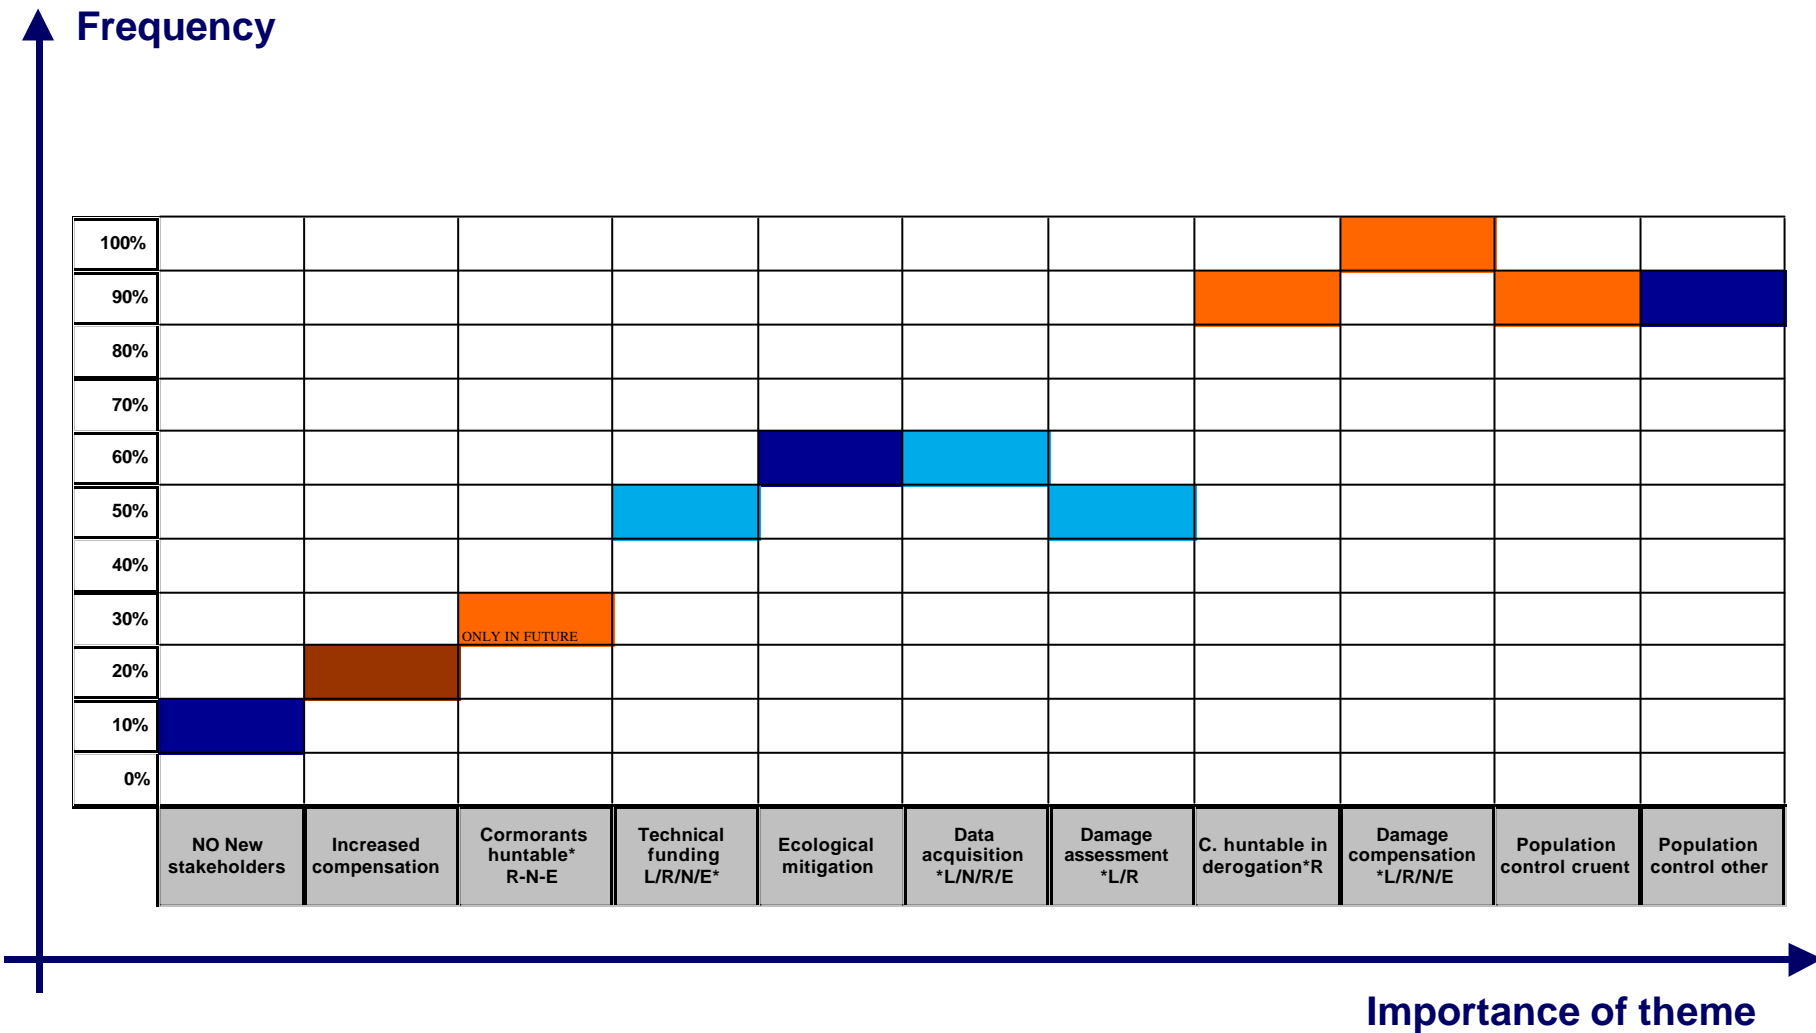 Frequency
100%
90%
80%
70%
60%
50%
40%
30%
ONLY IN FUTURE
20%
10%
0%
NO New
stakeholders
Increased
compensation
Cormorants
huntable*
R-N-E
Technical
funding
L/R/N/E*
Ecological
mitigation
Data
acquisition
*L/N/R/E
Damage
assessment
*L/R
C. huntable in
derogation*R
Damage
compensation
*L/R/N/E
Population
control cruent
Population
control other
Importance of theme